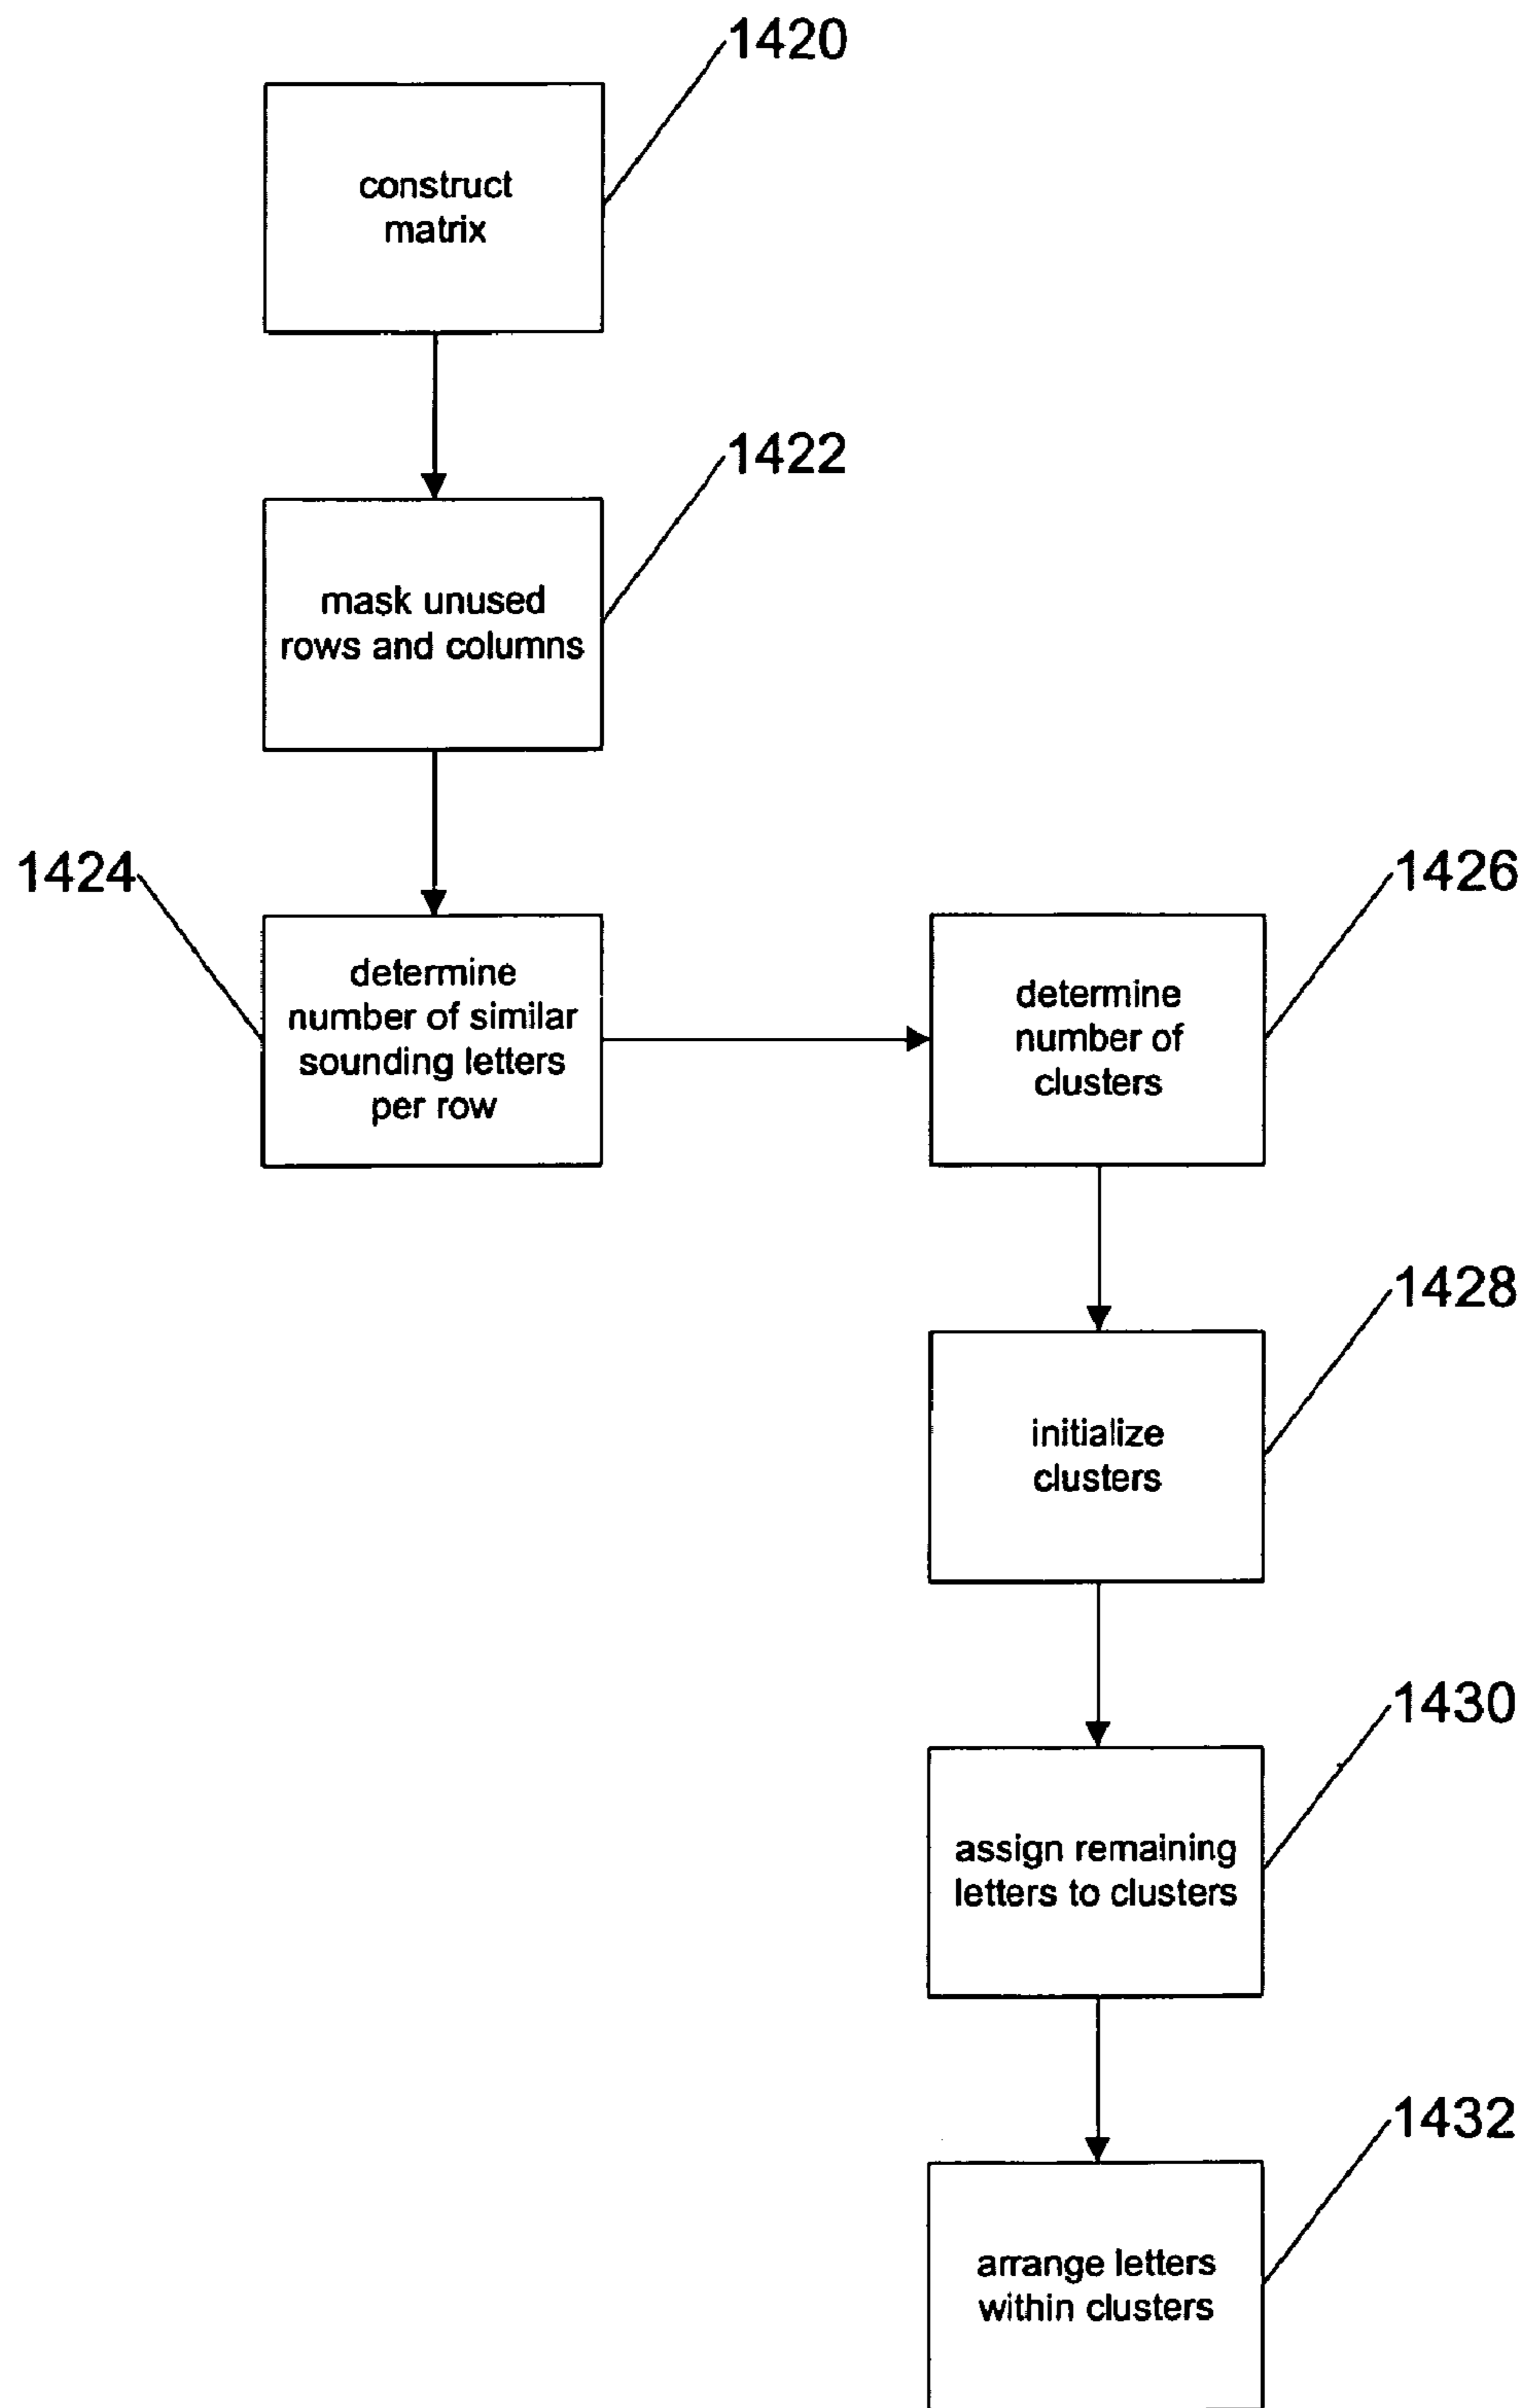 1420
construct
matrix
1422
mask unused
rows and columns
1424
determine
number of similar
sounding letters
per row
1426
determine
number of
clusters
1428
initialize
clusters
1430
assign remaining
letters to clusters
1432
arrange letters
within clusters